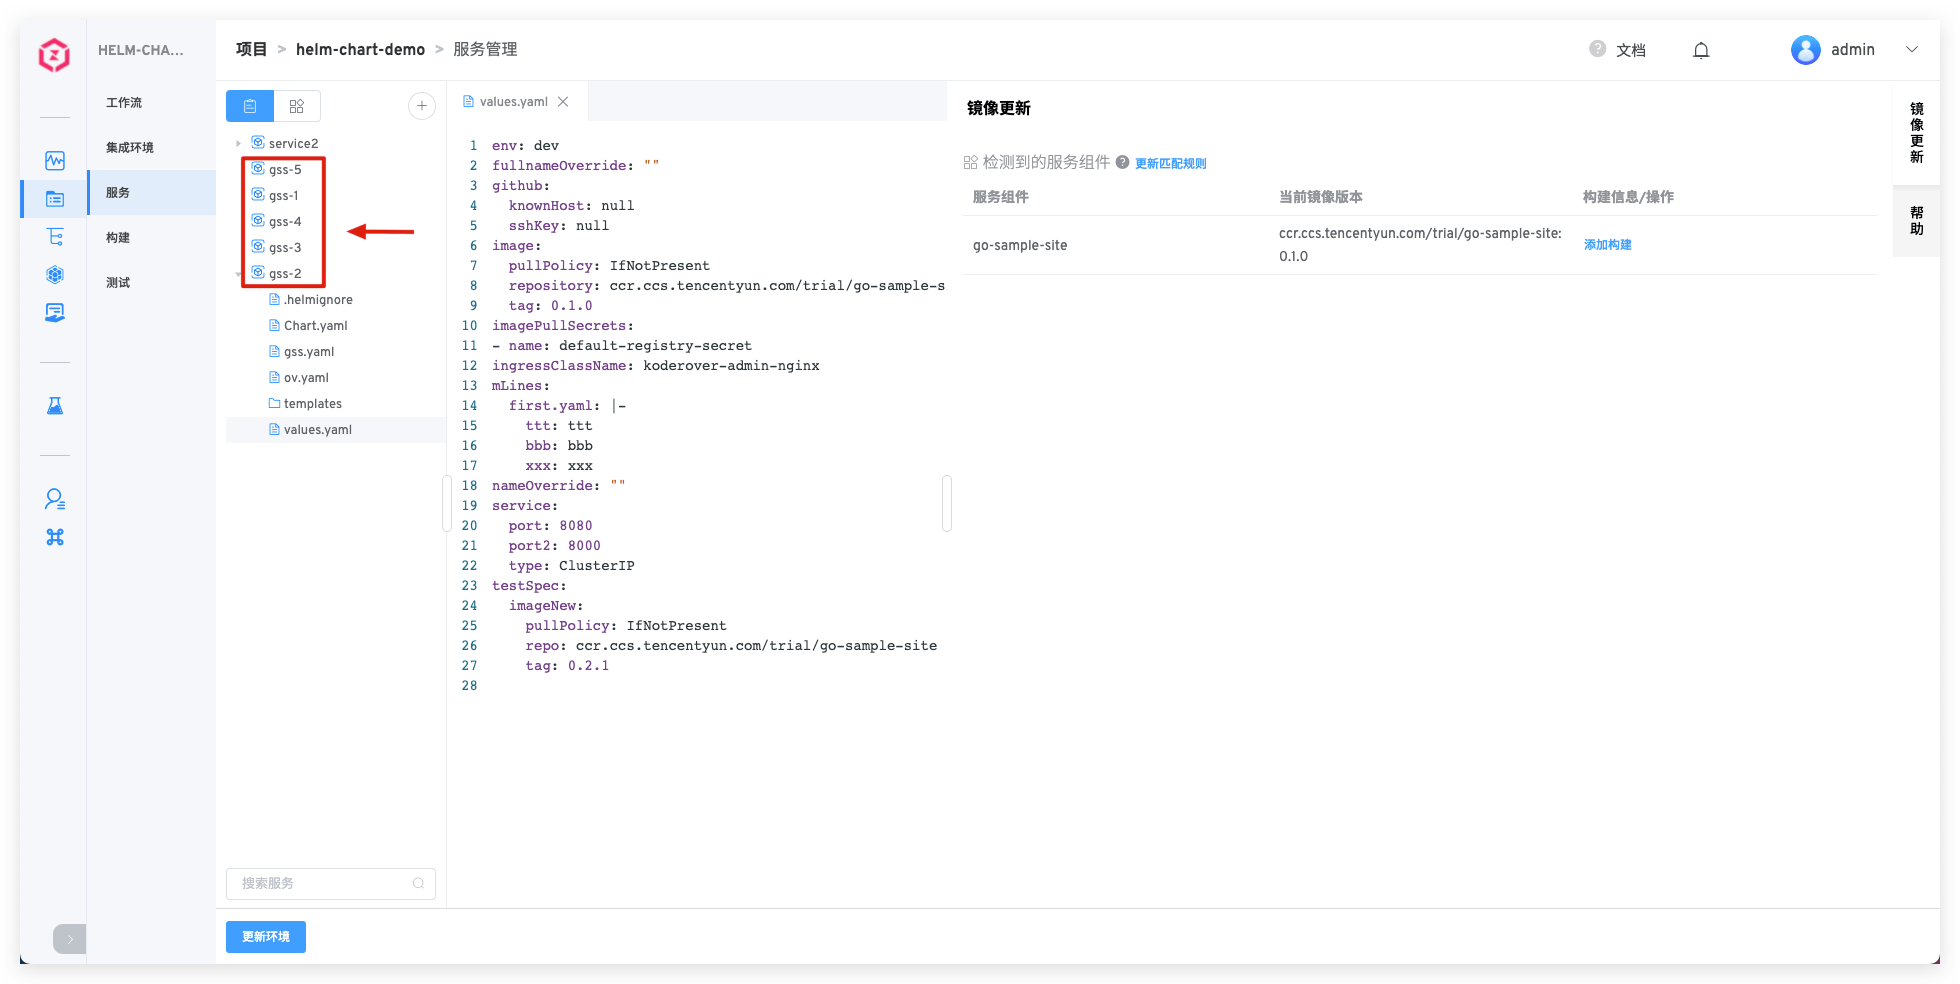 HELM-CHA...
工作流
集成环境
服务
构建
测试
项目 > helm-chart-demo > 服务管理
? 文档
admin
service2
gss-5
gss-1
gss-4
gss-3
gss-2
.helmignore
Chart.yaml
gss.yaml
ov.yaml
templates
values.yaml
搜索服务
更新环境
values.yaml
1 env: dev
2 fullnameOverride: ""
3 github:
4 knownHost: null
5 sshKey: null
6 image:
7 pullPolicy: IfNotPresent
8 repository: ccr.ccs.tencentyun.com/trial/go-sample-s
9 tag: 0.1.0
10 imagePullSecrets:
11 - name: default-registry-secret
12 ingressClassName: koderover-admin-nginx
13 mLines:
14 first.yaml: |-
15 ttt: ttt
16 bbb: bbb
17 xxx: xxx
18 nameOverride: ""
19 service:
20 port: 8080
21 port2: 8000
22 type: ClusterIP
23 testSpec:
24 imageNew:
25 pullPolicy: IfNotPresent
26 repo: ccr.ccs.tencentyun.com/trial/go-sample-site
27 tag: 0.2.1
28
镜像更新
检测到的服务组件 ? 更新匹配规则
服务组件 当前镜像版本 构建信息/操作
go-sample-site ccr.ccs.tencentyun.com/trial/go-sample-site: 添加构建
0.1.0
镜像更新
帮助